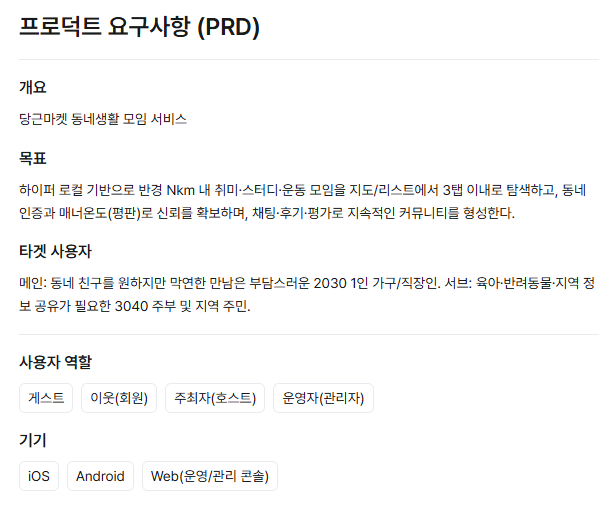 프로덕트 요구사항 (PRD)
개요
당근마켓 동네생활 모임 서비스
목표
하이퍼 로컬 기반으로 반경 Nkm 내 취미·스터디·운동 모임을 지도/리스트에서 3탭 이내로 탐색하고, 동네
인증과 매너온도(평판)로 신뢰를 확보하며, 채팅·후기·평가로 지속적인 커뮤니티를 형성한다.
타겟 사용자
메인: 동네 친구를 원하지만 막연한 만남은 부담스러운 2030 1인 가구/직장인. 서브: 육아·반려동물·지역 정
보 공유가 필요한 3040 주부 및 지역 주민.
사용자 역할
게스트 이웃(회원) 주최자(호스트) 운영자(관리자)
기기
iOS Android Web(운영/관리 콘솔)